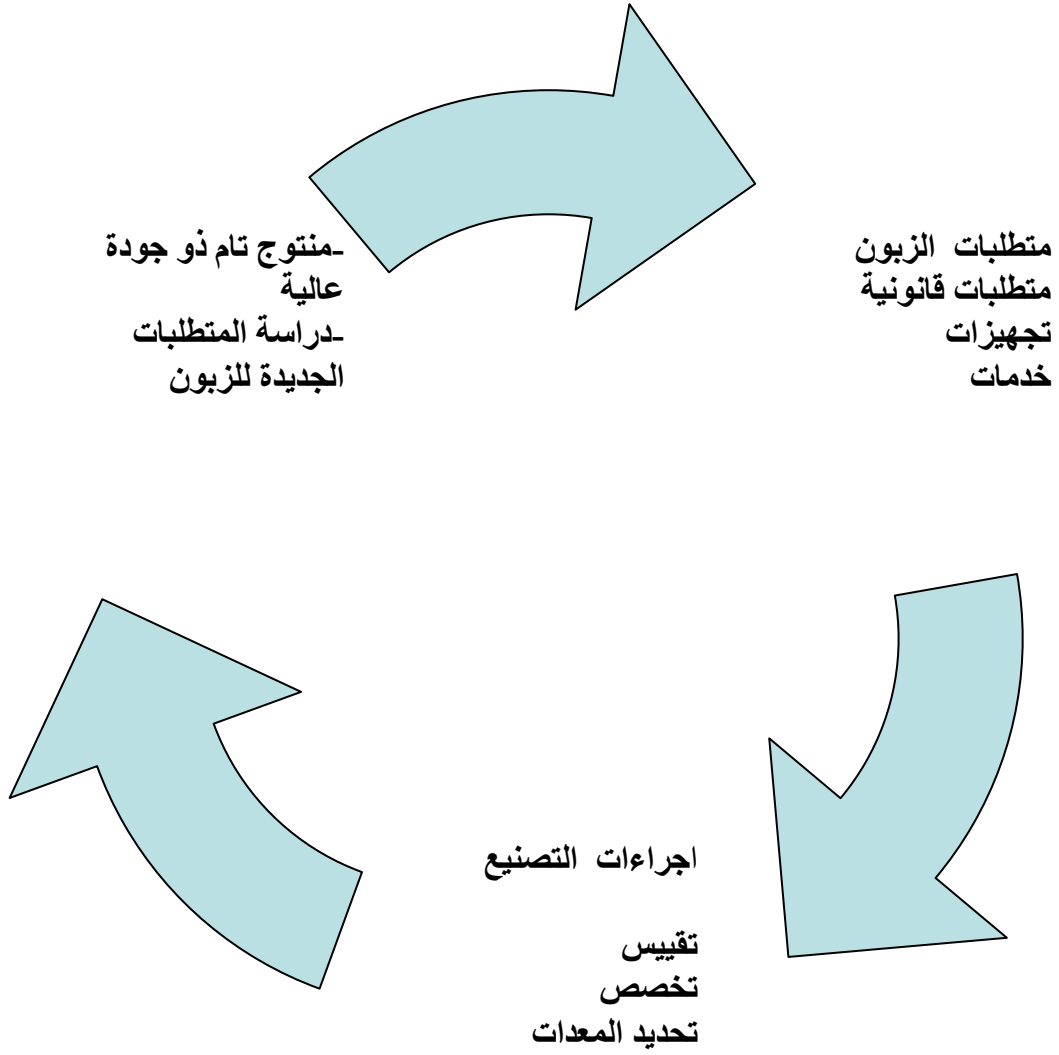 متطلبات الزبون
متطلبات قانونية
تجهيزات
خدمات
-منتوج تام ذو جودة
عالية
-دراسة المتطلبات
الجديدة للزبون
اجراءات التصنيع
تقييس
تخصص
تحديد المعدات